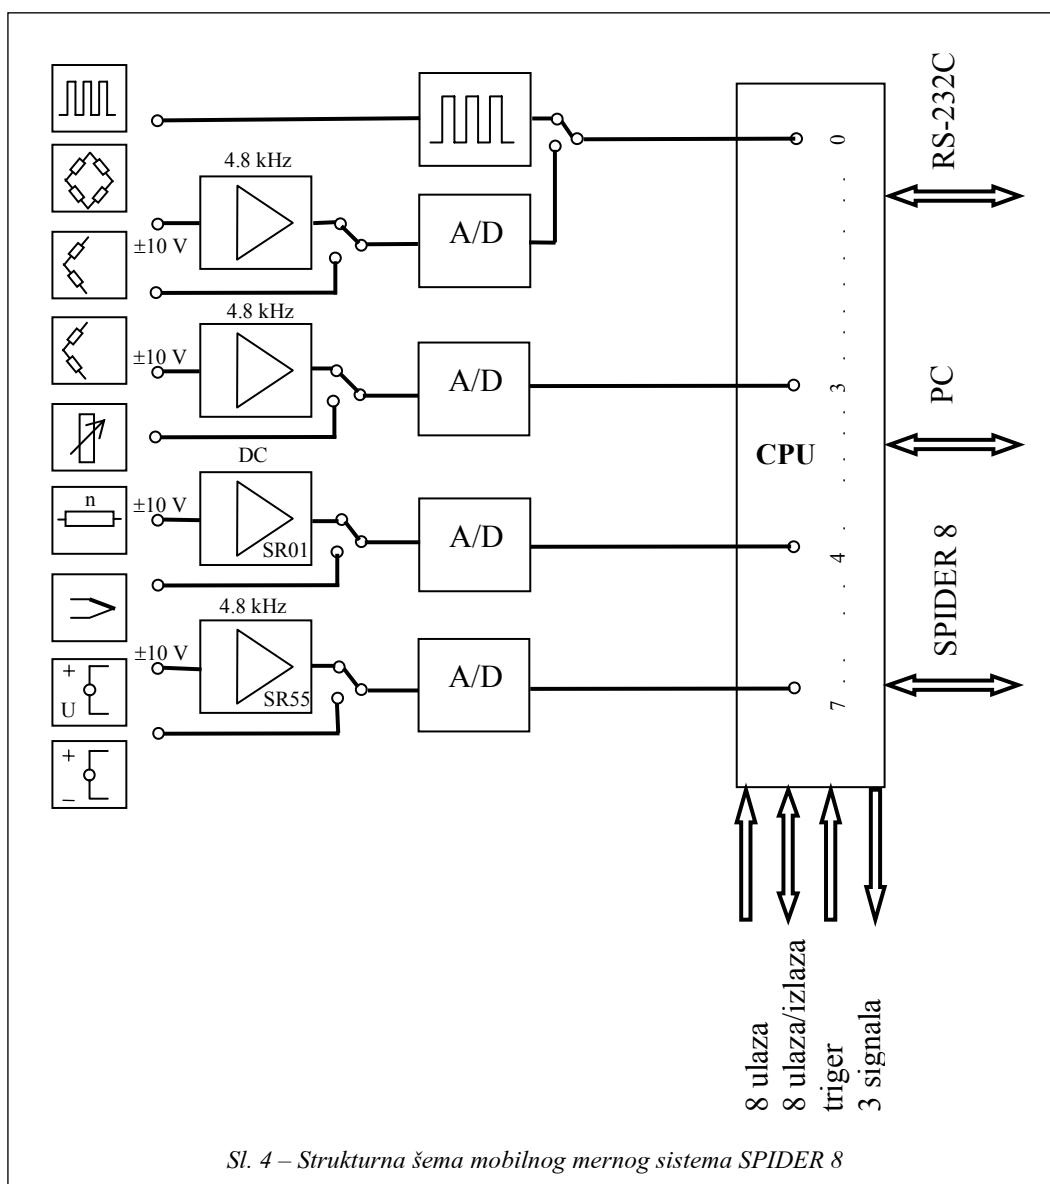 4.8 kHz
±10 V
A/D
4.8 kHz
±10 V
A/D
DC
n
±10 V
SR01
A/D
4.8 kHz
±10 V
SR55
A/D
+
U
+
–
CPU
0
3
4
7
RS-232C
PC
SPIDER 8
8 ulaza
8 ulaza/izlaza
triger
3 signala
Sl. 4 – Strukturna šema mobilnog mernog sistema SPIDER 8